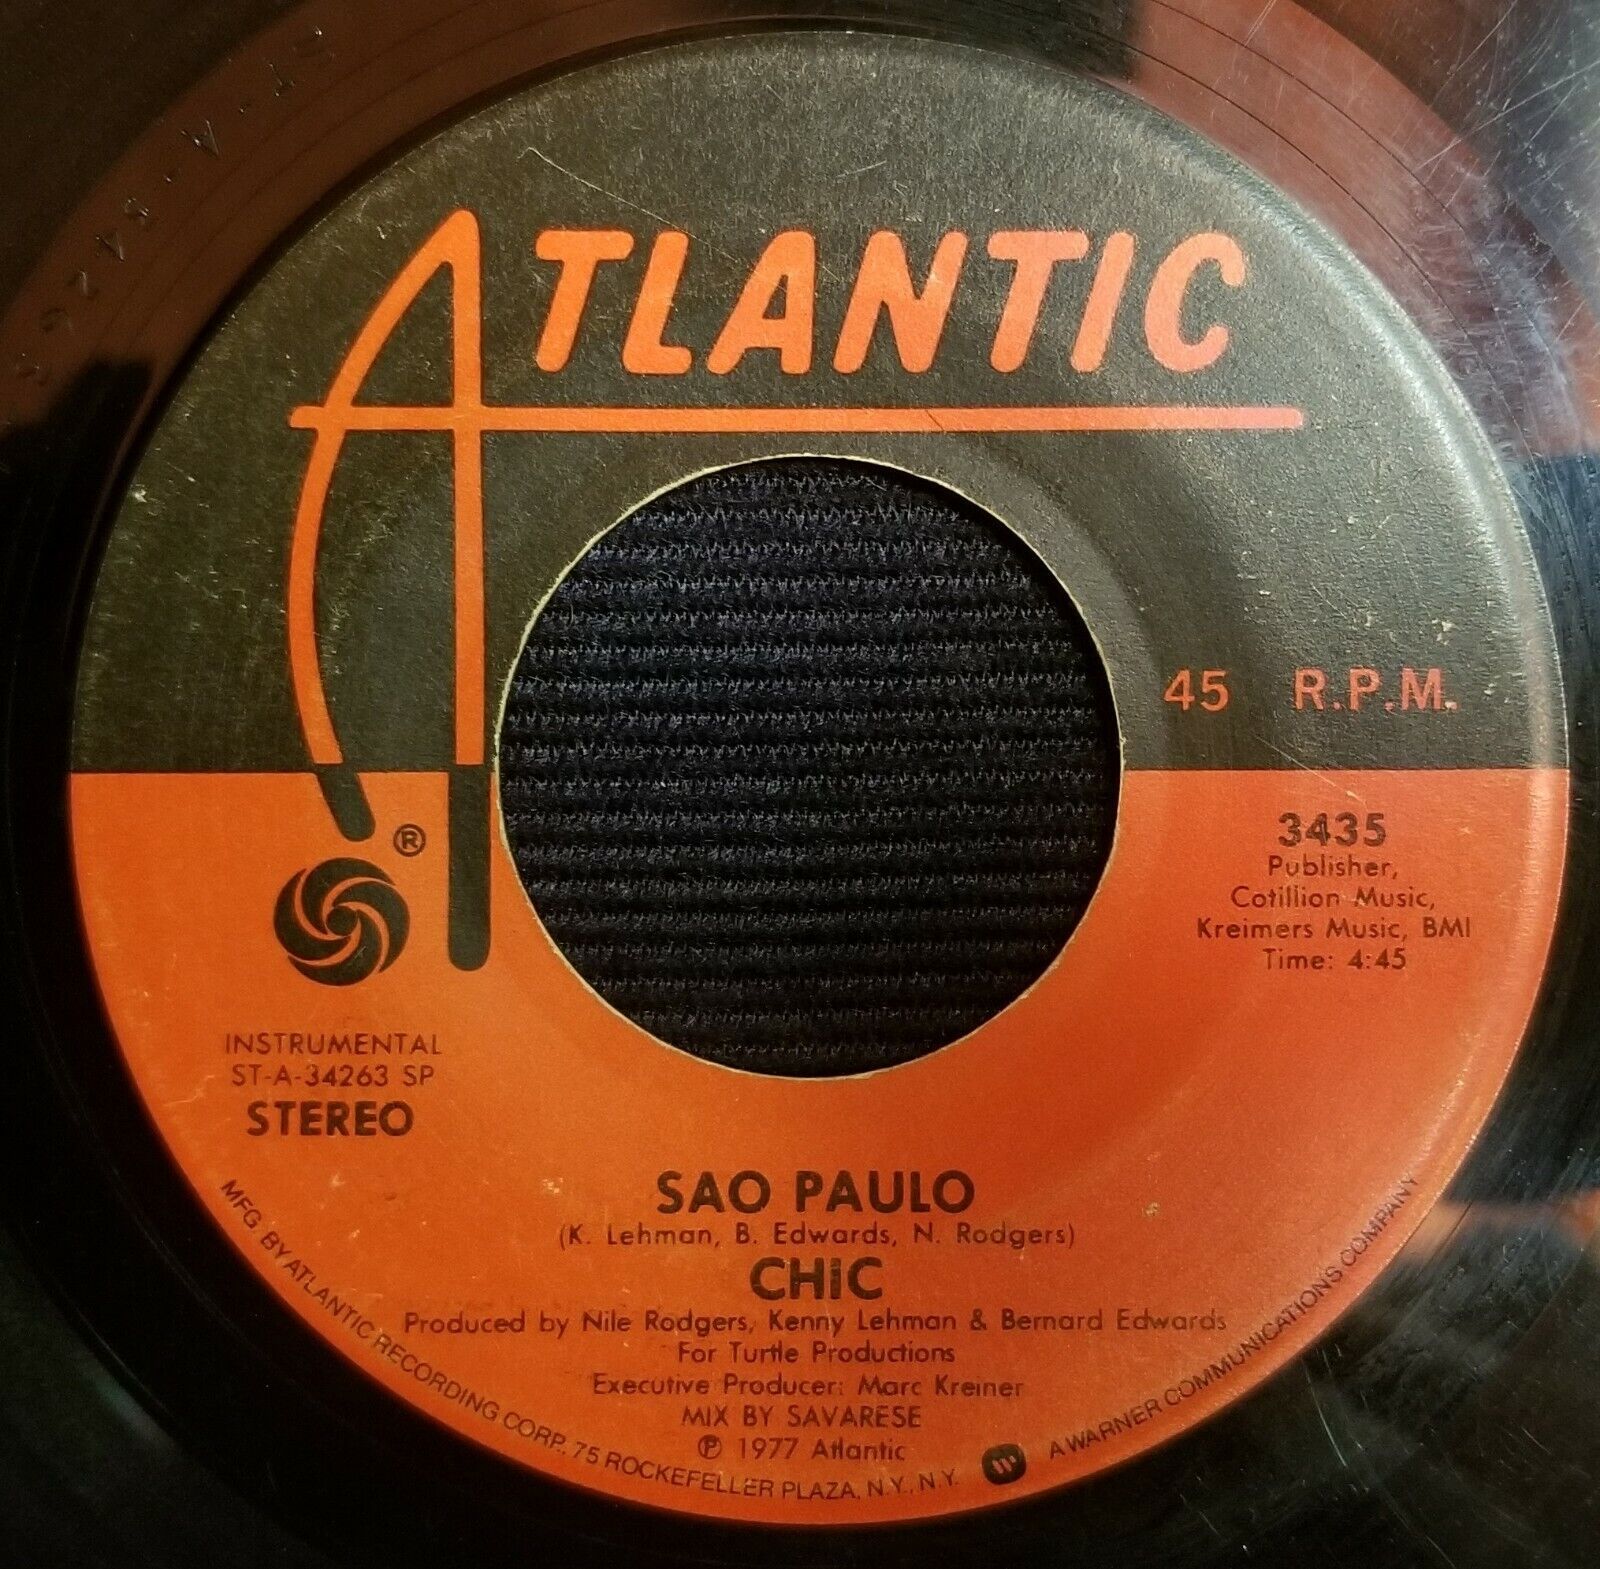 ATLANTIC
45 R.P.M.
®
3435
Publisher,
Cotillion Music,
Kreimers Music, BMI
Time: 4:45
INSTRUMENTAL
ST-A-34263 SP
STEREO
SAO PAULO
(K. Lehman, B. Edwards, N. Rodgers)
CHiC
Produced by Nile Rodgers, Kenny Lehman & Bernard Edwards
For Turtle Productions
Executive Producer: Marc Kreiner
MIX BY SAVARESE
℗ 1977 Atlantic
MFG. BY ATLANTIC RECORDING CORP., 75 ROCKEFELLER PLAZA, N.Y., N.Y. A WARNER COMMUNICATIONS COMPANY